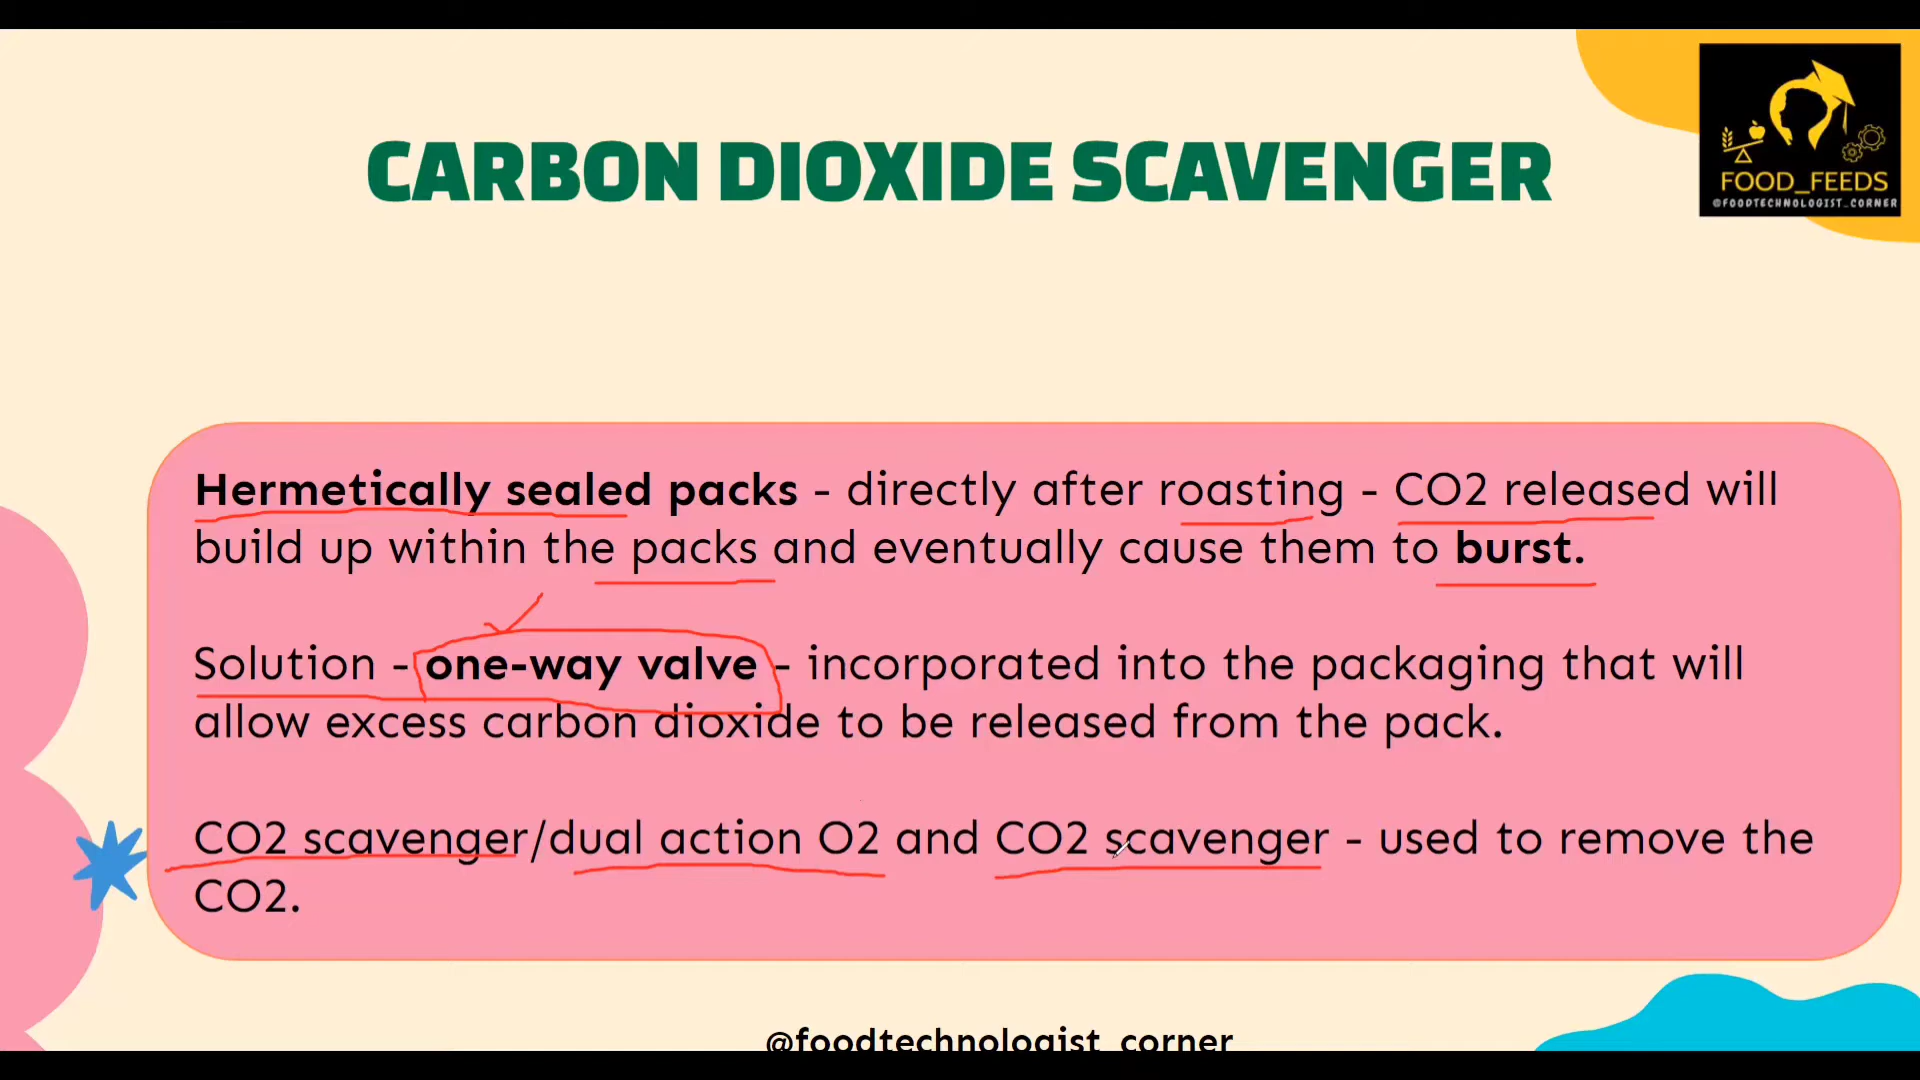 FOOD_FEEDS
@FOODTECHNOLOGIST_CORNER
CARBON DIOXIDE SCAVENGER
Hermetically sealed packs - directly after roasting - CO2 released will
build up within the packs and eventually cause them to burst.
Solution - one-way valve - incorporated into the packaging that will
allow excess carbon dioxide to be released from the pack.
CO2 scavenger/dual action O2 and CO2 scavenger - used to remove the
CO2.
@foodtechnologist_corner